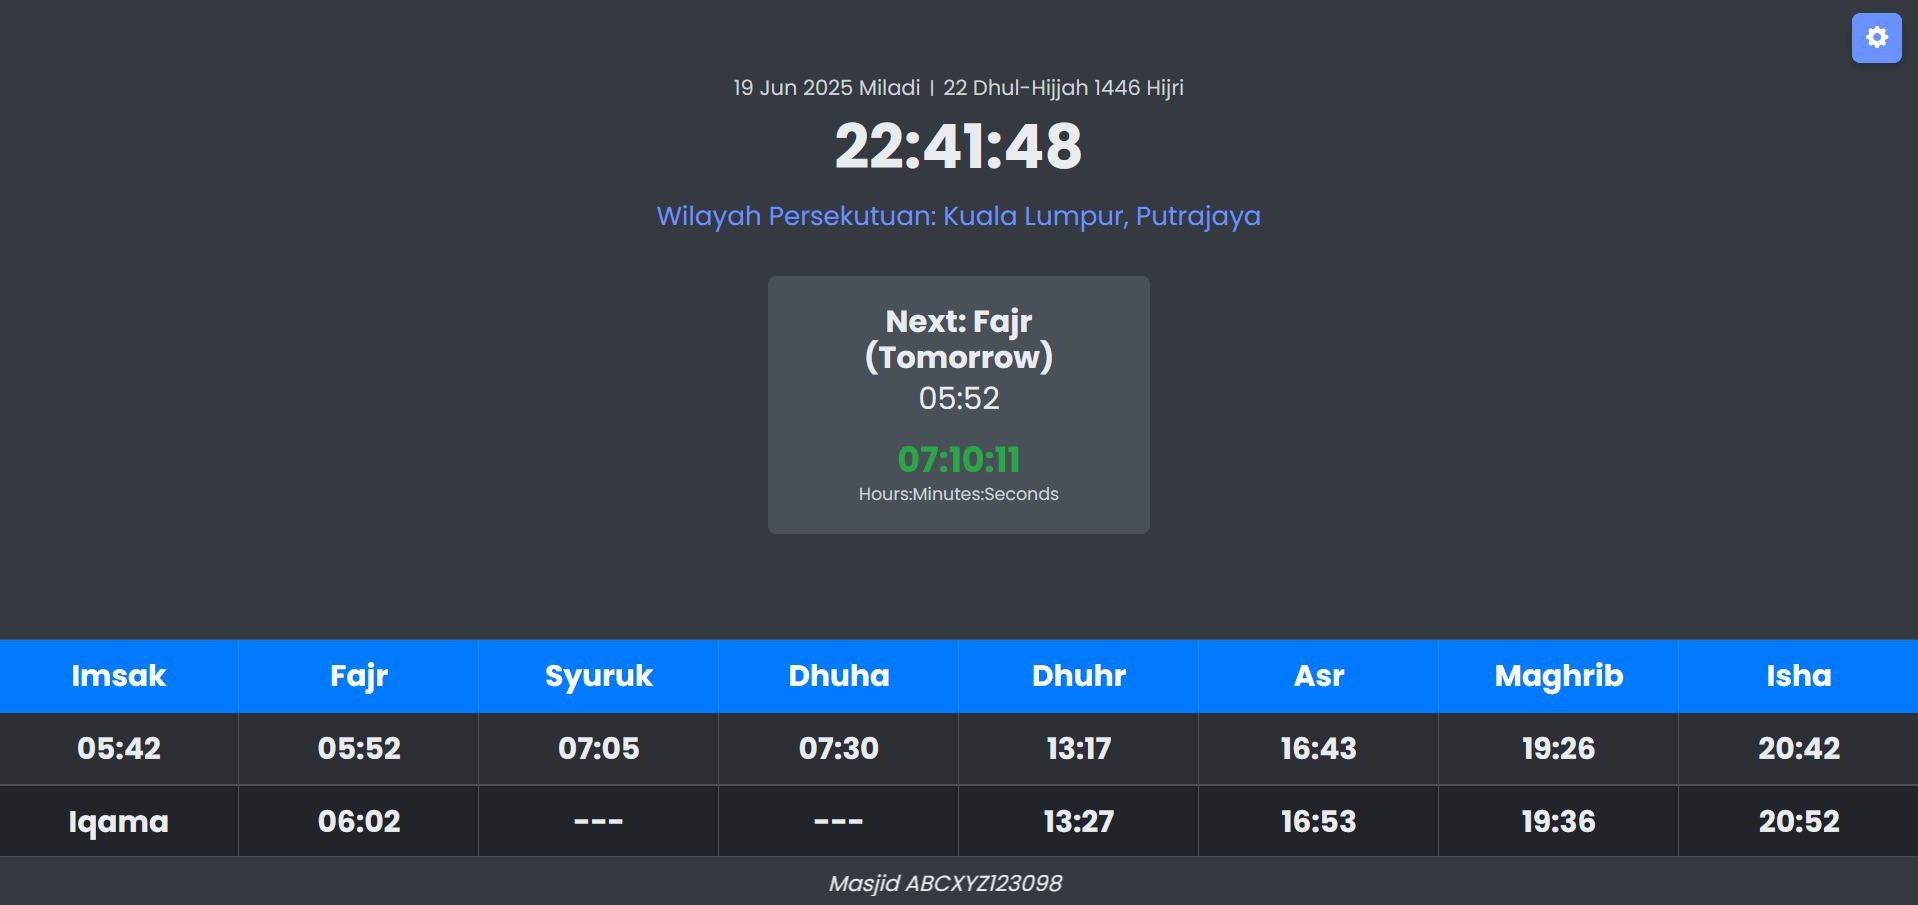 19 Jun 2025 Miladi | 22 Dhul-Hijjah 1446 Hijri
22:41:48
Wilayah Persekutuan: Kuala Lumpur, Putrajaya
Next: Fajr
(Tomorrow)
05:52
07:10:11
Hours:Minutes:Seconds
Imsak Fajr Syuruk Dhuha Dhuhr Asr Maghrib Isha
05:42 05:52 07:05 07:30 13:17 16:43 19:26 20:42
Iqama 06:02 --- --- 13:27 16:53 19:36 20:52
Masjid ABCXYZ123098